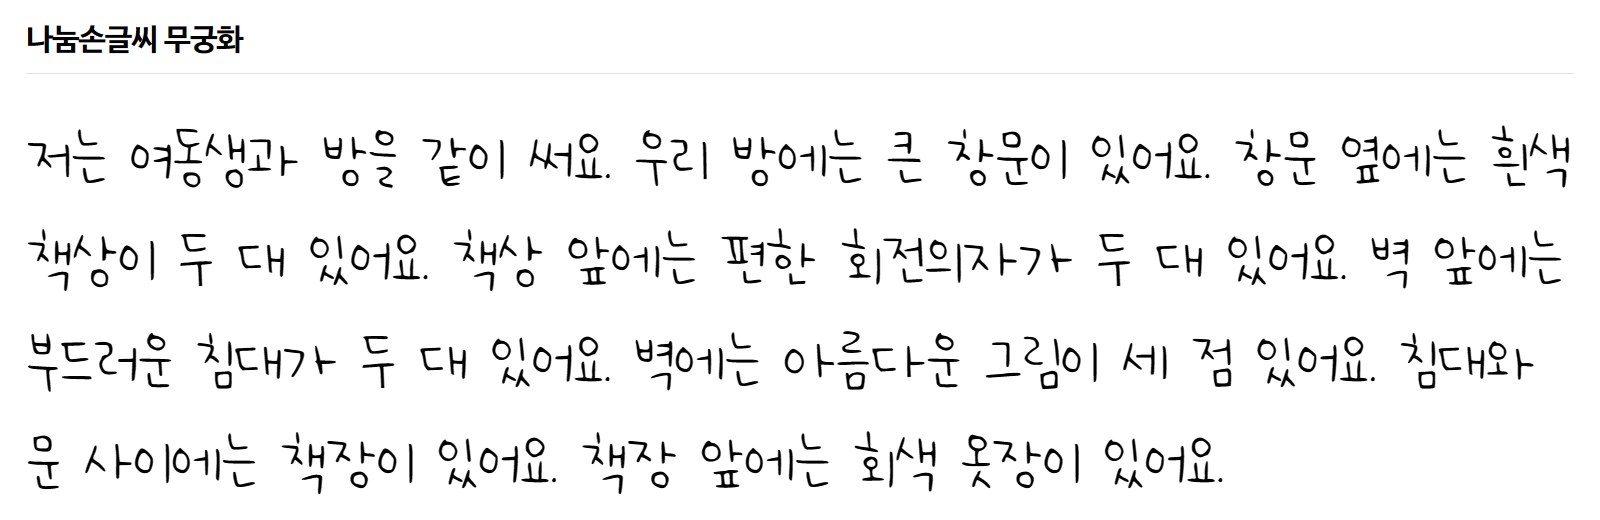 나눔손글씨 무궁화
저는 여동생과 방을 같이 써요. 우리 방에는 큰 창문이 있어요. 창문 옆에는 흰색
책상이 두 대 있어요. 책상 앞에는 편한 회전의자가 두 대 있어요. 벽 앞에는
부드러운 침대가 두 대 있어요. 벽에는 아름다운 그림이 세 점 있어요. 침대와
문 사이에는 책장이 있어요. 책장 앞에는 회색 옷장이 있어요.